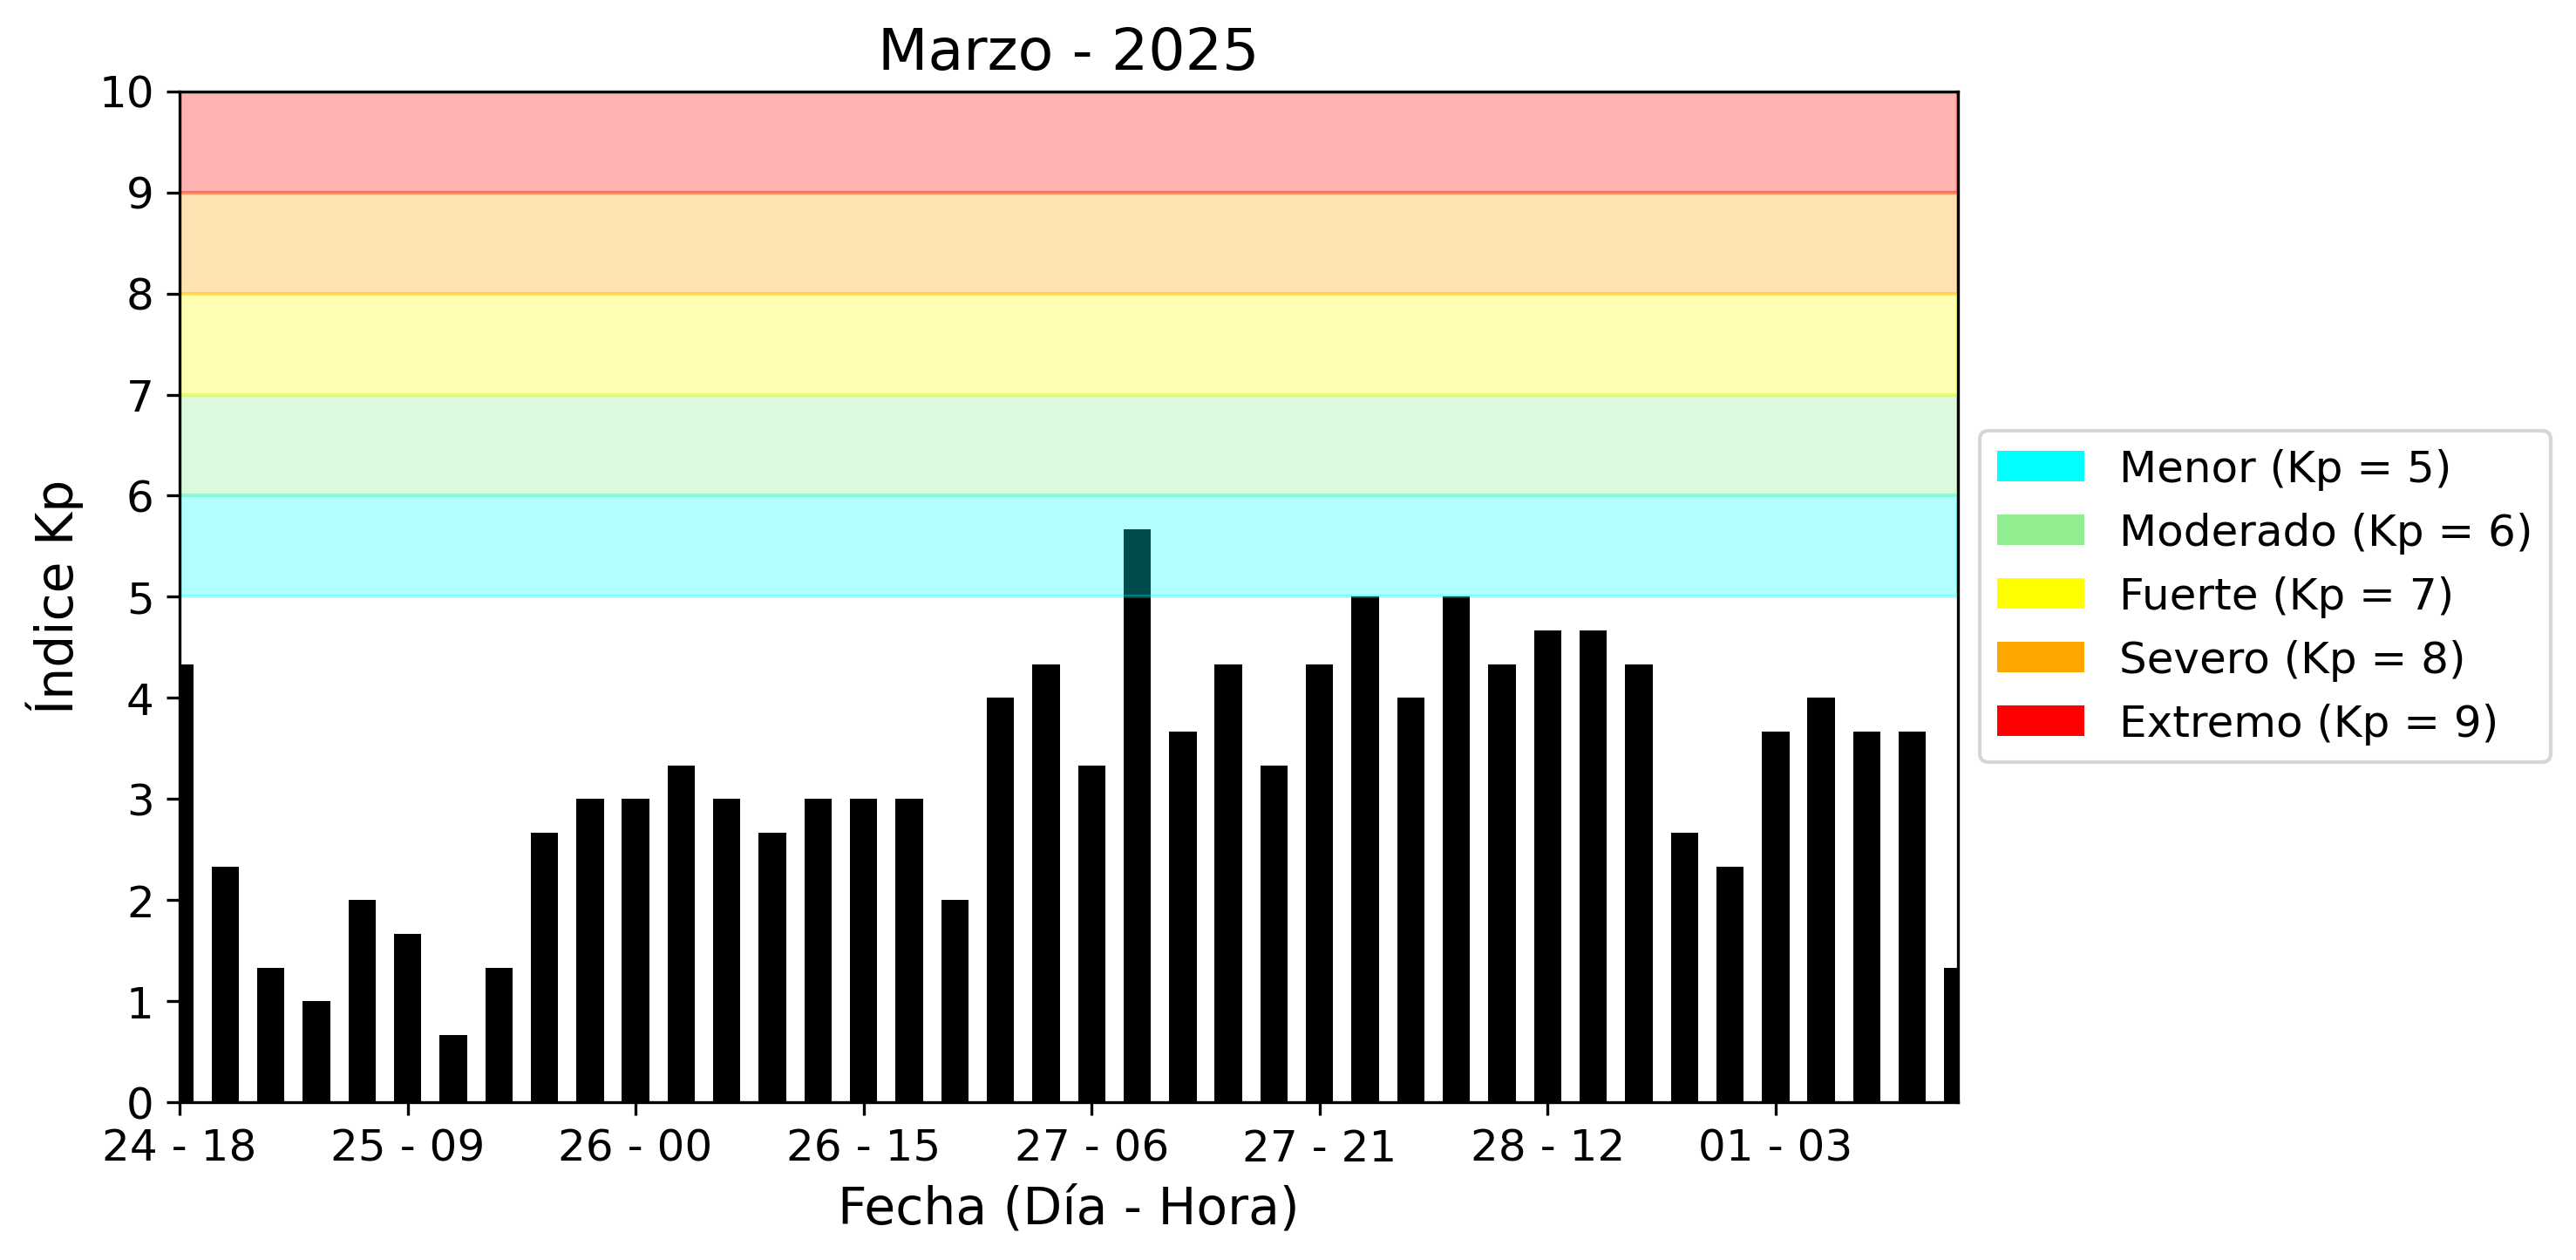 Marzo - 2025
Índice Kp
10
9
8
7
6
5
4
3
2
1
0
24 - 18 25 - 09 26 - 00 26 - 15 27 - 06 27 - 21 28 - 12 01 - 03
Fecha (Día - Hora)
Menor (Kp = 5)
Moderado (Kp = 6)
Fuerte (Kp = 7)
Severo (Kp = 8)
Extremo (Kp = 9)